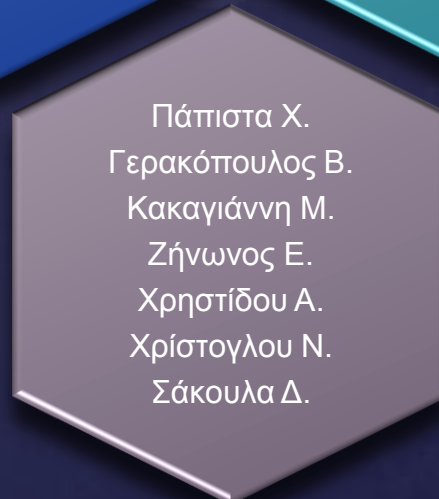 Πάπιστα Χ.
Γερακόπουλος Β.
Κακαγιάννη Μ.
Ζήνωνος Ε.
Χρηστίδου Α.
Χρίστογλου Ν.
Σάκουλα Δ.